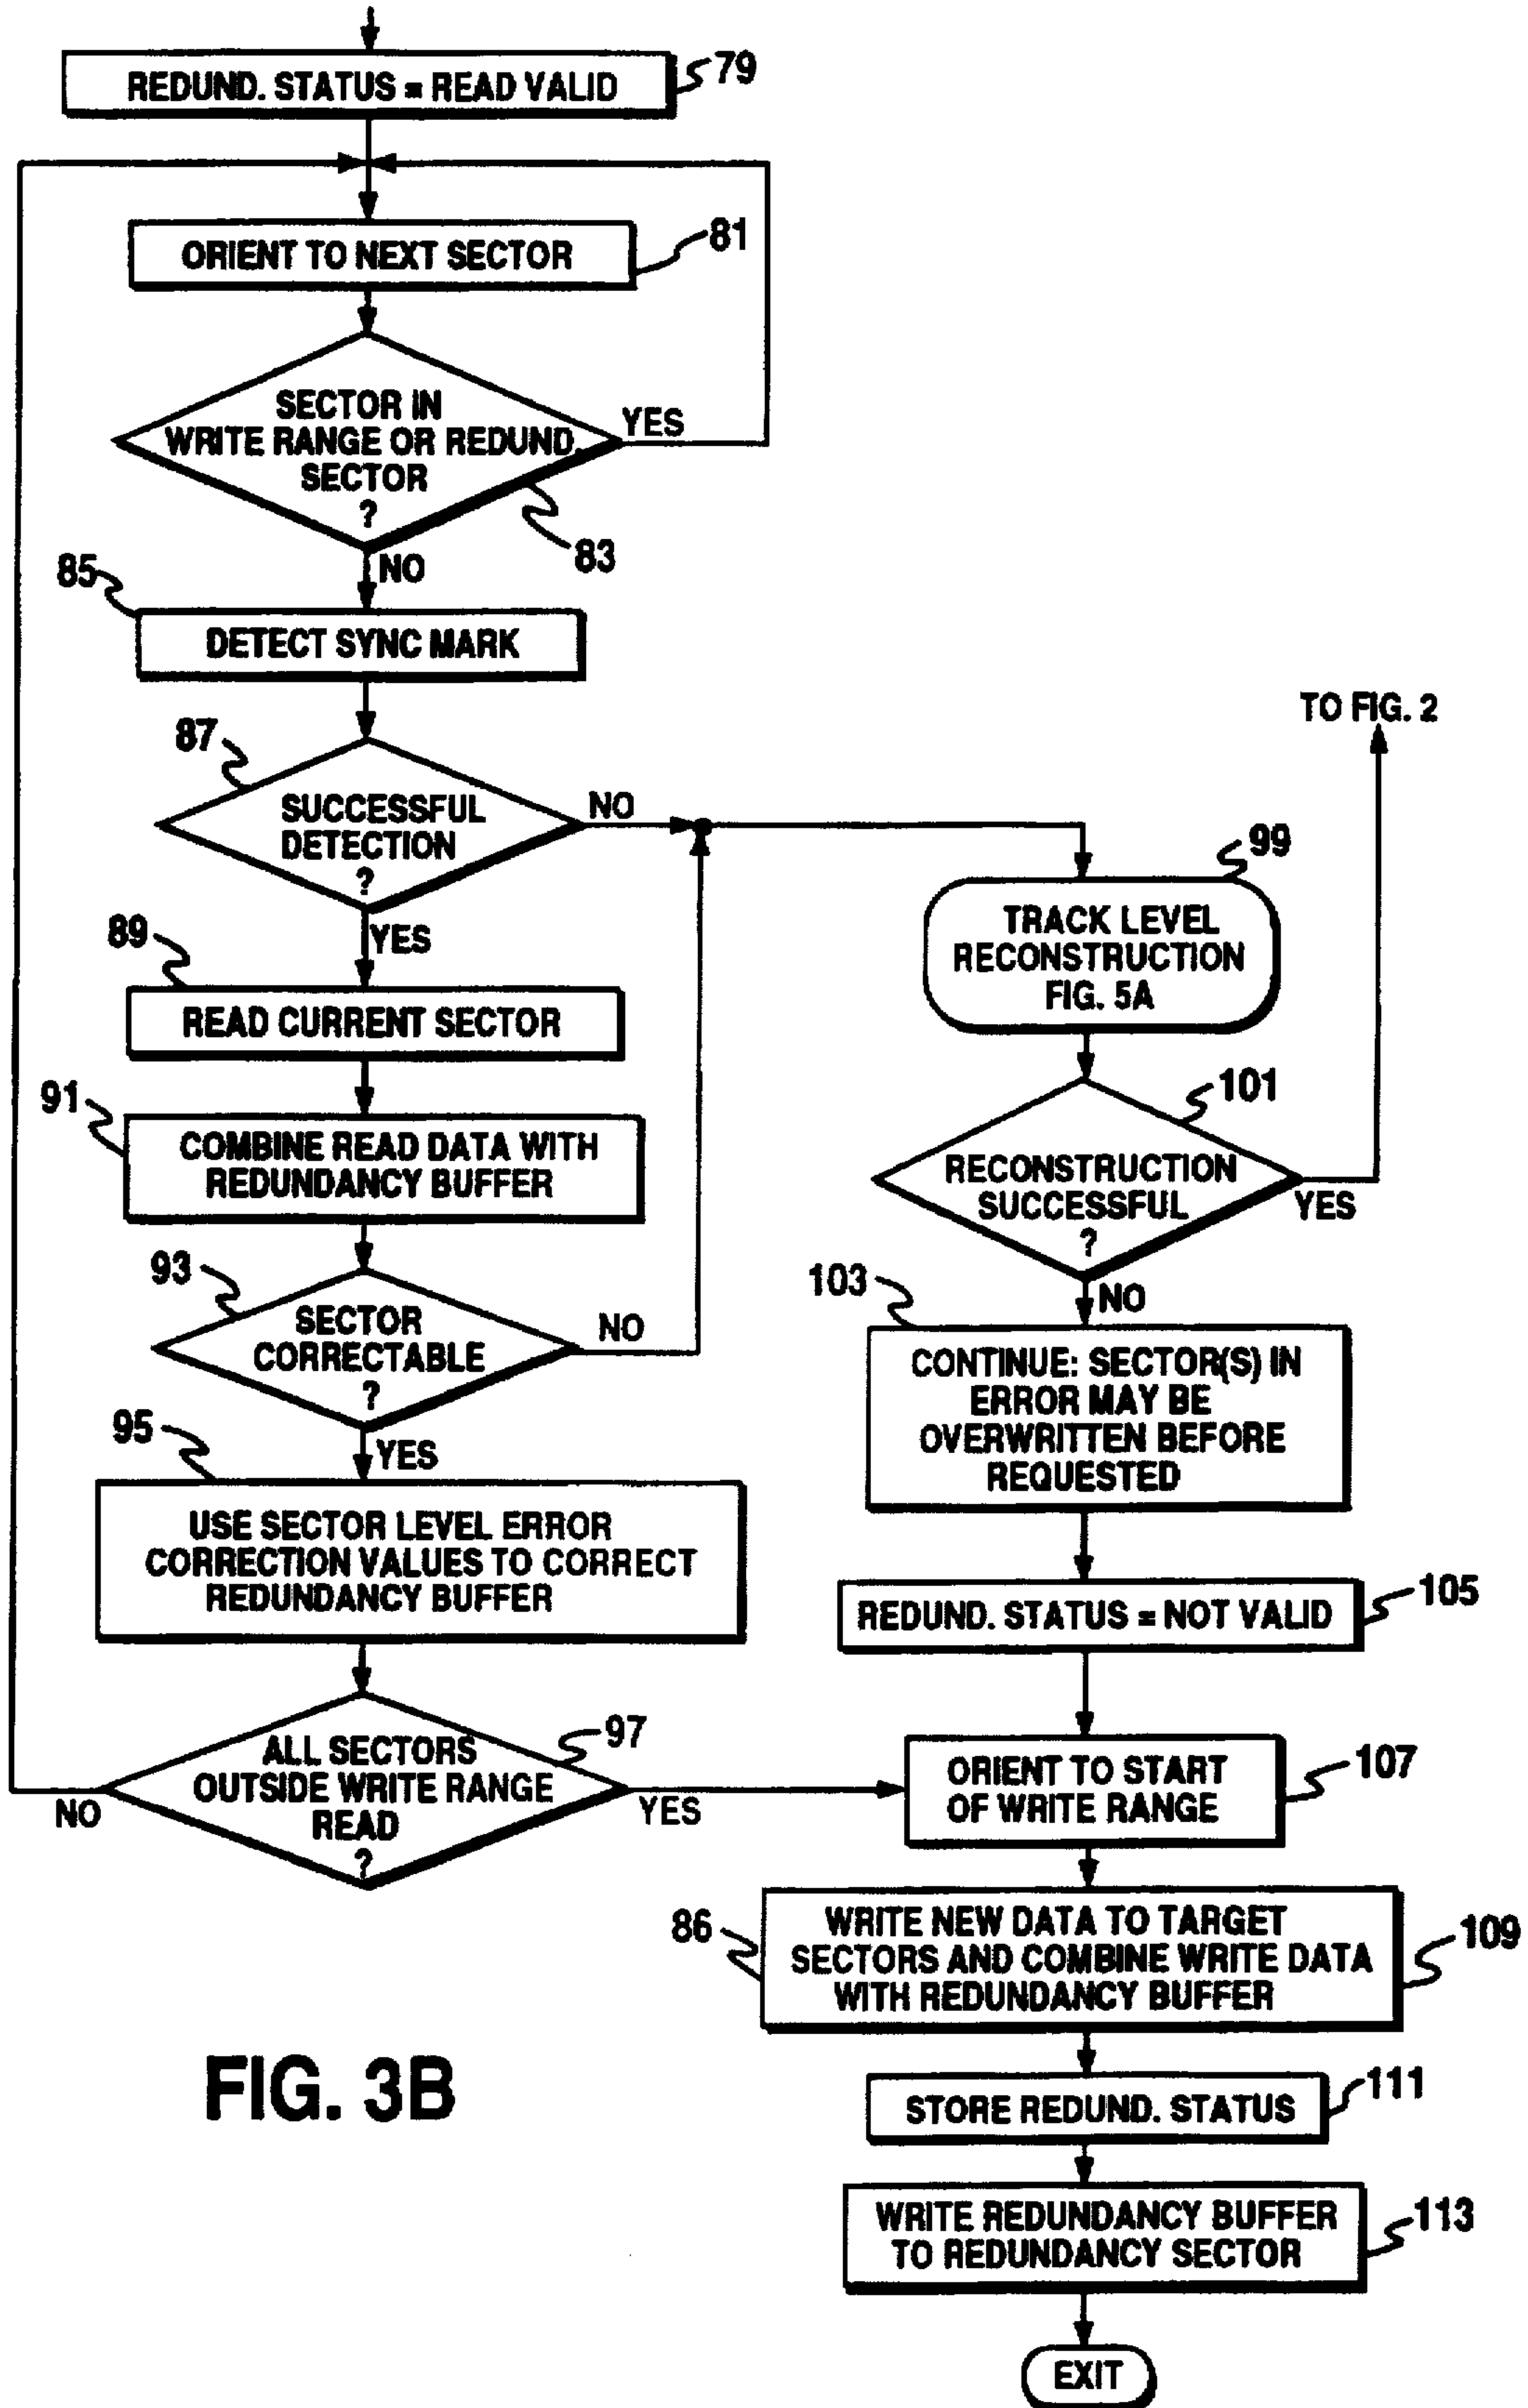 REDUND. STATUS = READ VALID
79
ORIENT TO NEXT SECTOR
81
SECTOR IN
WRITE RANGE OR REDUND.
SECTOR
?
YES
83
NO
85
DETECT SYNC MARK
87
SUCCESSFUL
DETECTION
?
NO
YES
89
READ CURRENT SECTOR
91
COMBINE READ DATA WITH
REDUNDANCY BUFFER
93
SECTOR
CORRECTABLE
?
NO
YES
95
USE SECTOR LEVEL ERROR
CORRECTION VALUES TO CORRECT
REDUNDANCY BUFFER
97
ALL SECTORS
OUTSIDE WRITE RANGE
READ
?
NO
YES
TO FIG. 2
99
TRACK LEVEL
RECONSTRUCTION
FIG. 5A
101
RECONSTRUCTION
SUCCESSFUL
?
YES
NO
103
CONTINUE: SECTOR(S) IN
ERROR MAY BE
OVERWRITTEN BEFORE
REQUESTED
105
REDUND. STATUS = NOT VALID
107
ORIENT TO START
OF WRITE RANGE
86
WRITE NEW DATA TO TARGET
SECTORS AND COMBINE WRITE DATA
WITH REDUNDANCY BUFFER
109
STORE REDUND. STATUS
111
WRITE REDUNDANCY BUFFER
TO REDUNDANCY SECTOR
113
EXIT
FIG. 3B